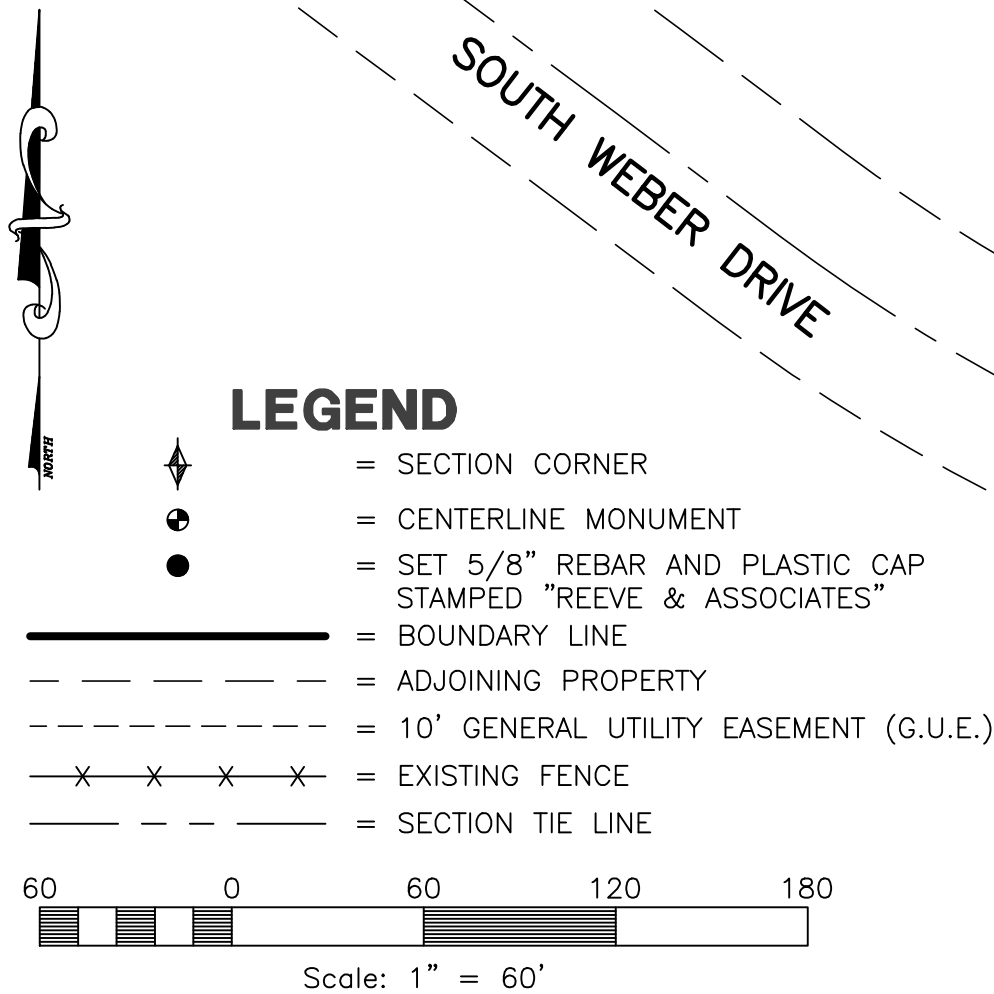 SOUTH WEBER DRIVE
NORTH
LEGEND
= SECTION CORNER
= CENTERLINE MONUMENT
= SET 5/8" REBAR AND PLASTIC CAP
STAMPED "REEVE & ASSOCIATES"
= BOUNDARY LINE
= ADJOINING PROPERTY
= 10' GENERAL UTILITY EASEMENT (G.U.E.)
= EXISTING FENCE
= SECTION TIE LINE
60 0 60 120 180
Scale: 1" = 60'